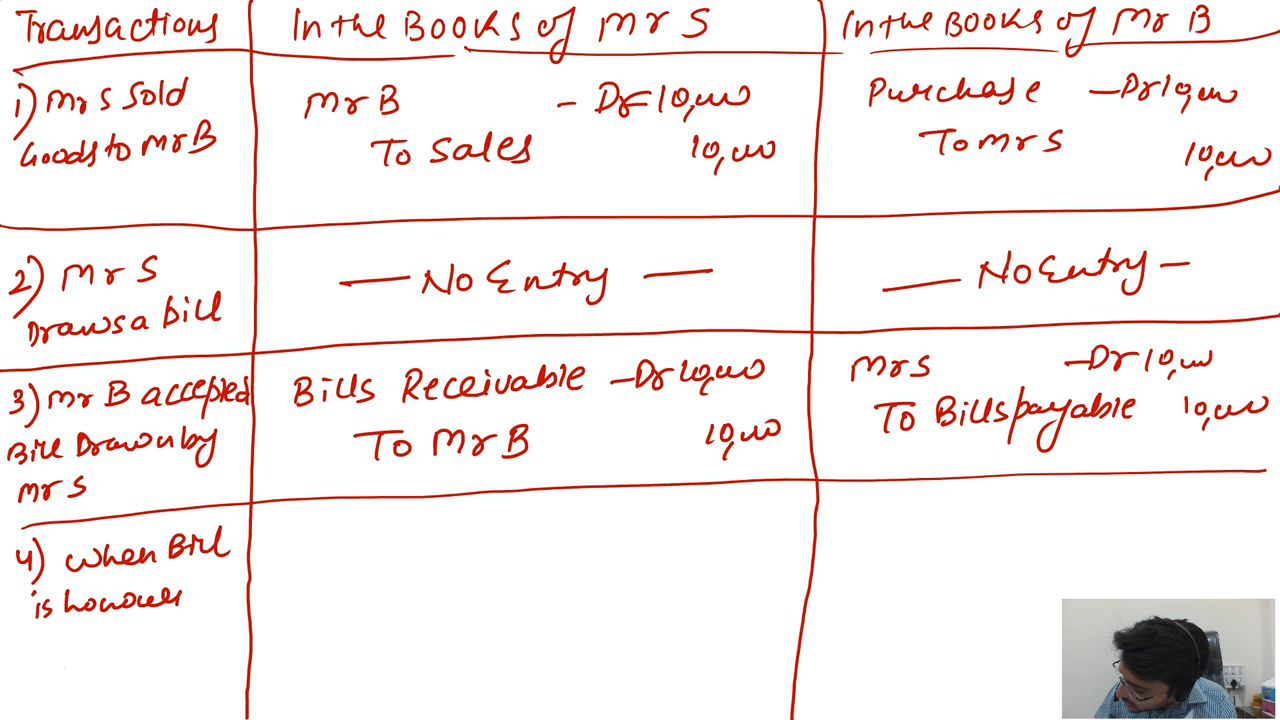 Transactions
In the Books of Mr S
In the Books of Mr B
1) Mr S Sold
Goods to Mr B
Mr B - Dr 10,000
To Sales 10,000
Purchase - Dr 10,000
To Mr S 10,000
2) Mr S
Draws a bill
— No Entry —
— No Entry -
3) Mr B accepted
Bill Drawn by
Mr S
Bills Receivable - Dr 10,000
To Mr B 10,000
Mr S - Dr 10,000
To Bills payable 10,000
4) When Bill
is